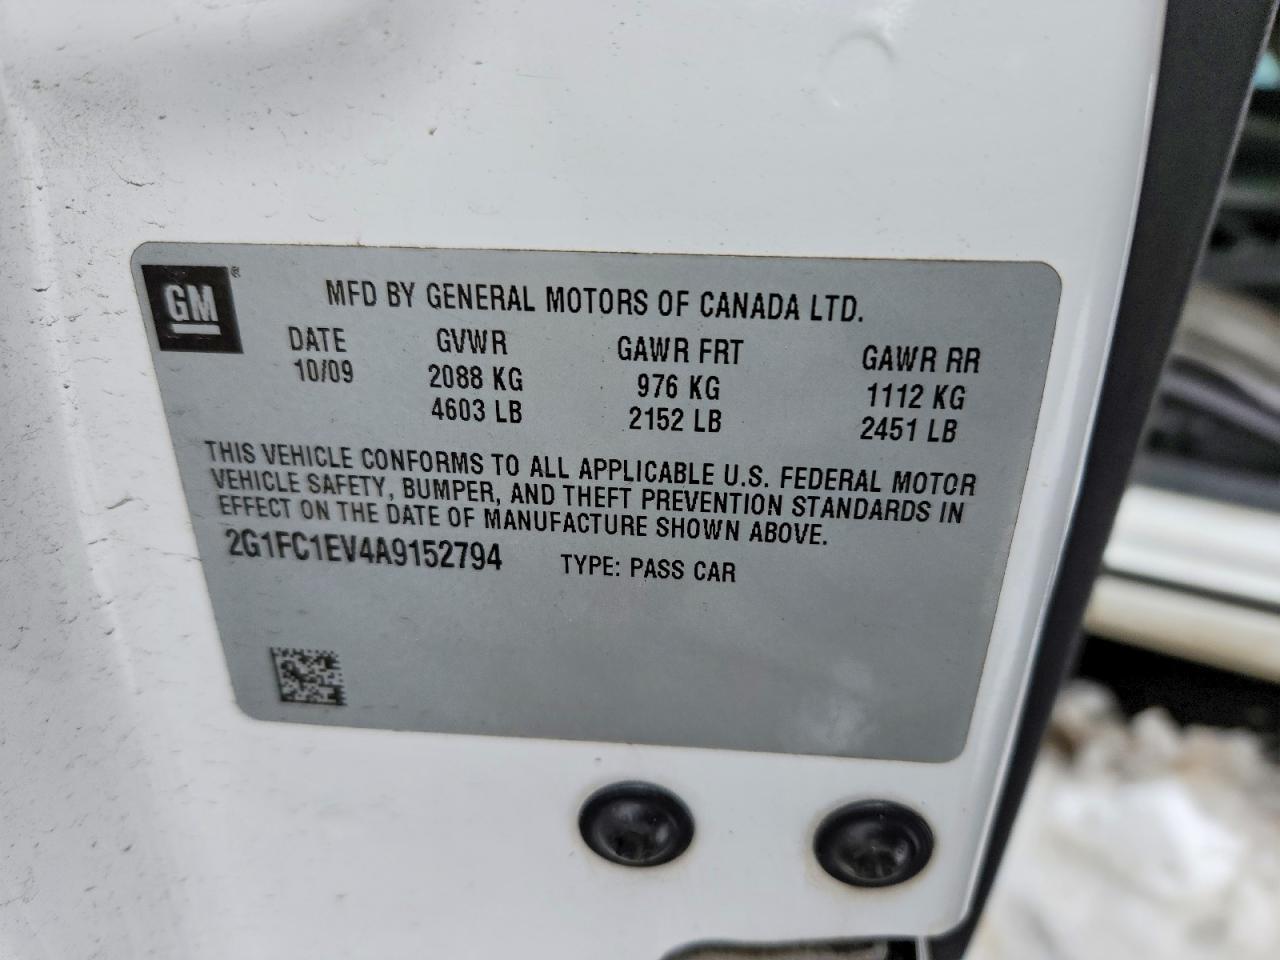 GM ®
MFD BY GENERAL MOTORS OF CANADA LTD.
DATE GVWR GAWR FRT GAWR RR
10/09 2088 KG 976 KG 1112 KG
4603 LB 2152 LB 2451 LB
THIS VEHICLE CONFORMS TO ALL APPLICABLE U.S. FEDERAL MOTOR
VEHICLE SAFETY, BUMPER, AND THEFT PREVENTION STANDARDS IN
EFFECT ON THE DATE OF MANUFACTURE SHOWN ABOVE.
2G1FC1EV4A9152794 TYPE: PASS CAR